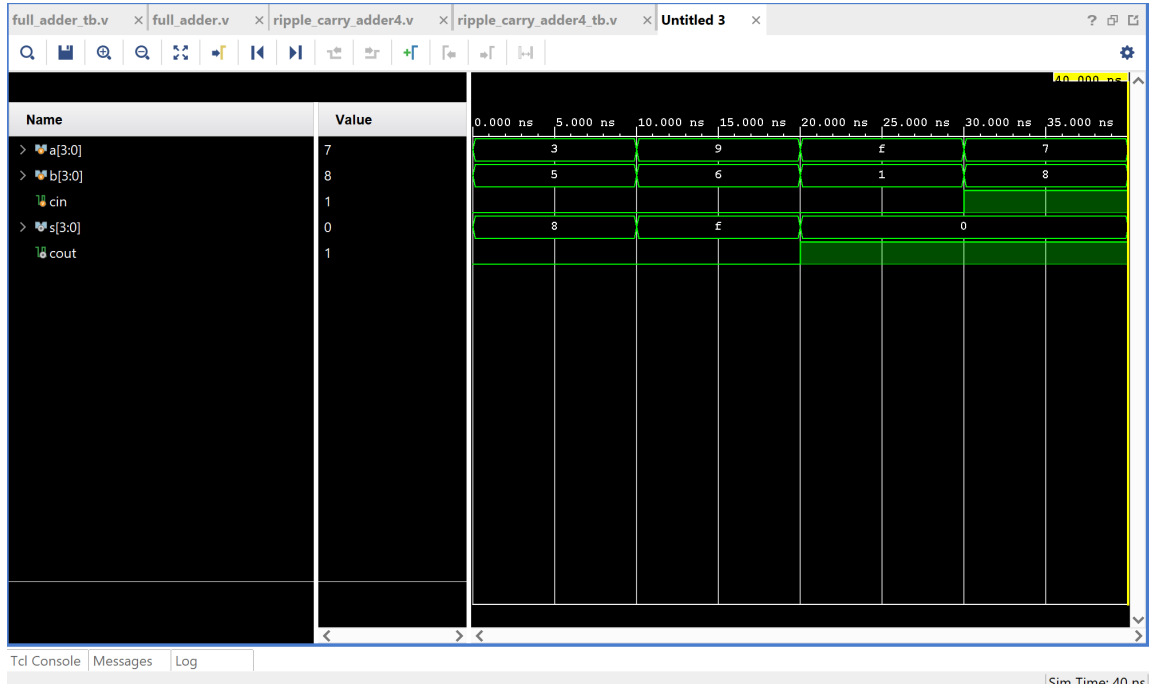 full_adder_tb.v × full_adder.v × ripple_carry_adder4.v × ripple_carry_adder4_tb.v × Untitled 3 ×
40.000 ns
Name Value
0.000 ns 5.000 ns 10.000 ns 15.000 ns 20.000 ns 25.000 ns 30.000 ns 35.000 ns
a[3:0] 7 3 9 f 7
b[3:0] 8 5 6 1 8
cin 1
s[3:0] 0 8 f 0
cout 1
Tcl Console Messages Log
Sim Time: 40 ns